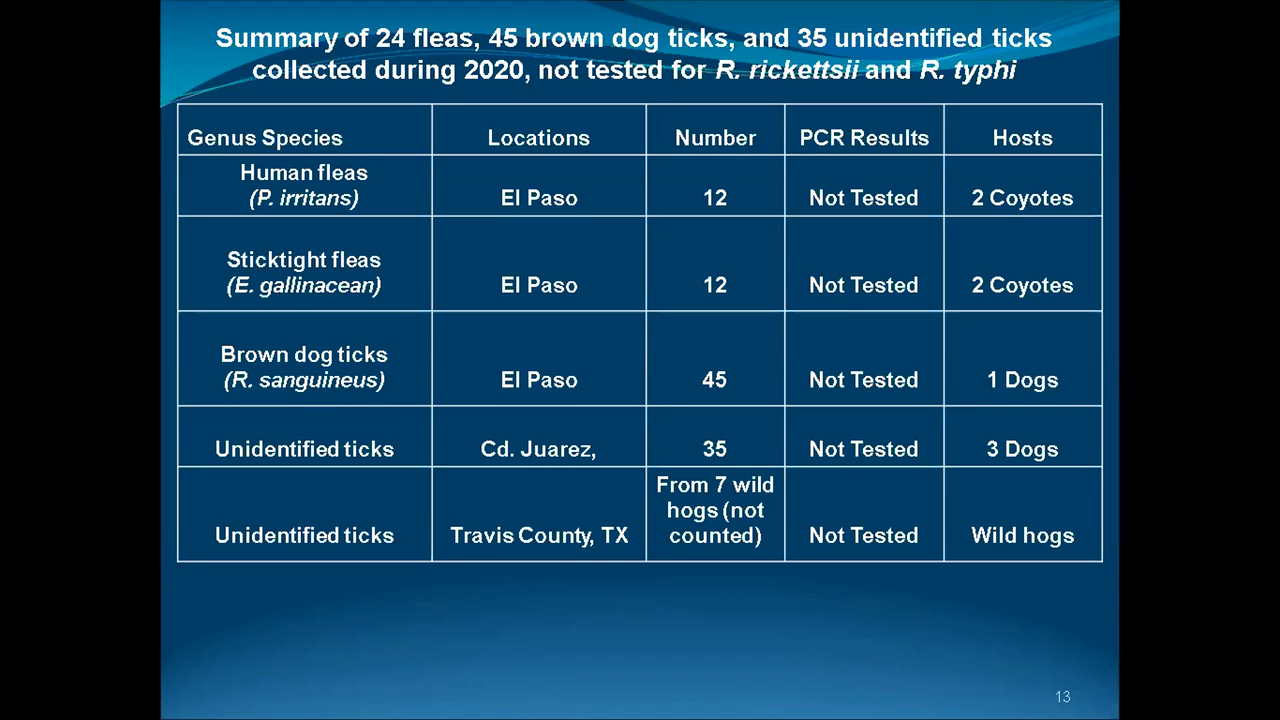 Summary of 24 fleas, 45 brown dog ticks, and 35 unidentified ticks
collected during 2020, not tested for R. rickettsii and R. typhi
Genus Species Locations Number PCR Results Hosts
Human fleas
(P. irritans) El Paso 12 Not Tested 2 Coyotes
Sticktight fleas
(E. gallinacean) El Paso 12 Not Tested 2 Coyotes
Brown dog ticks
(R. sanguineus) El Paso 45 Not Tested 1 Dogs
Unidentified ticks Cd. Juarez, 35 Not Tested 3 Dogs
From 7 wild
hogs (not
Unidentified ticks Travis County, TX counted) Not Tested Wild hogs
13